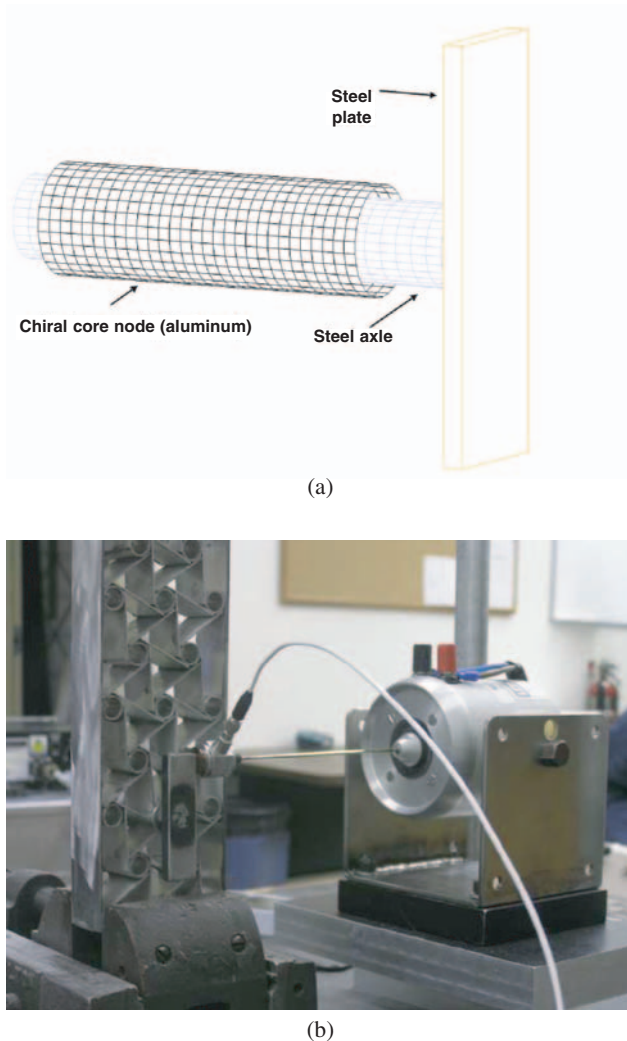 Steel
plate
Chiral core node (aluminum)
Steel axle
(a)
(b)